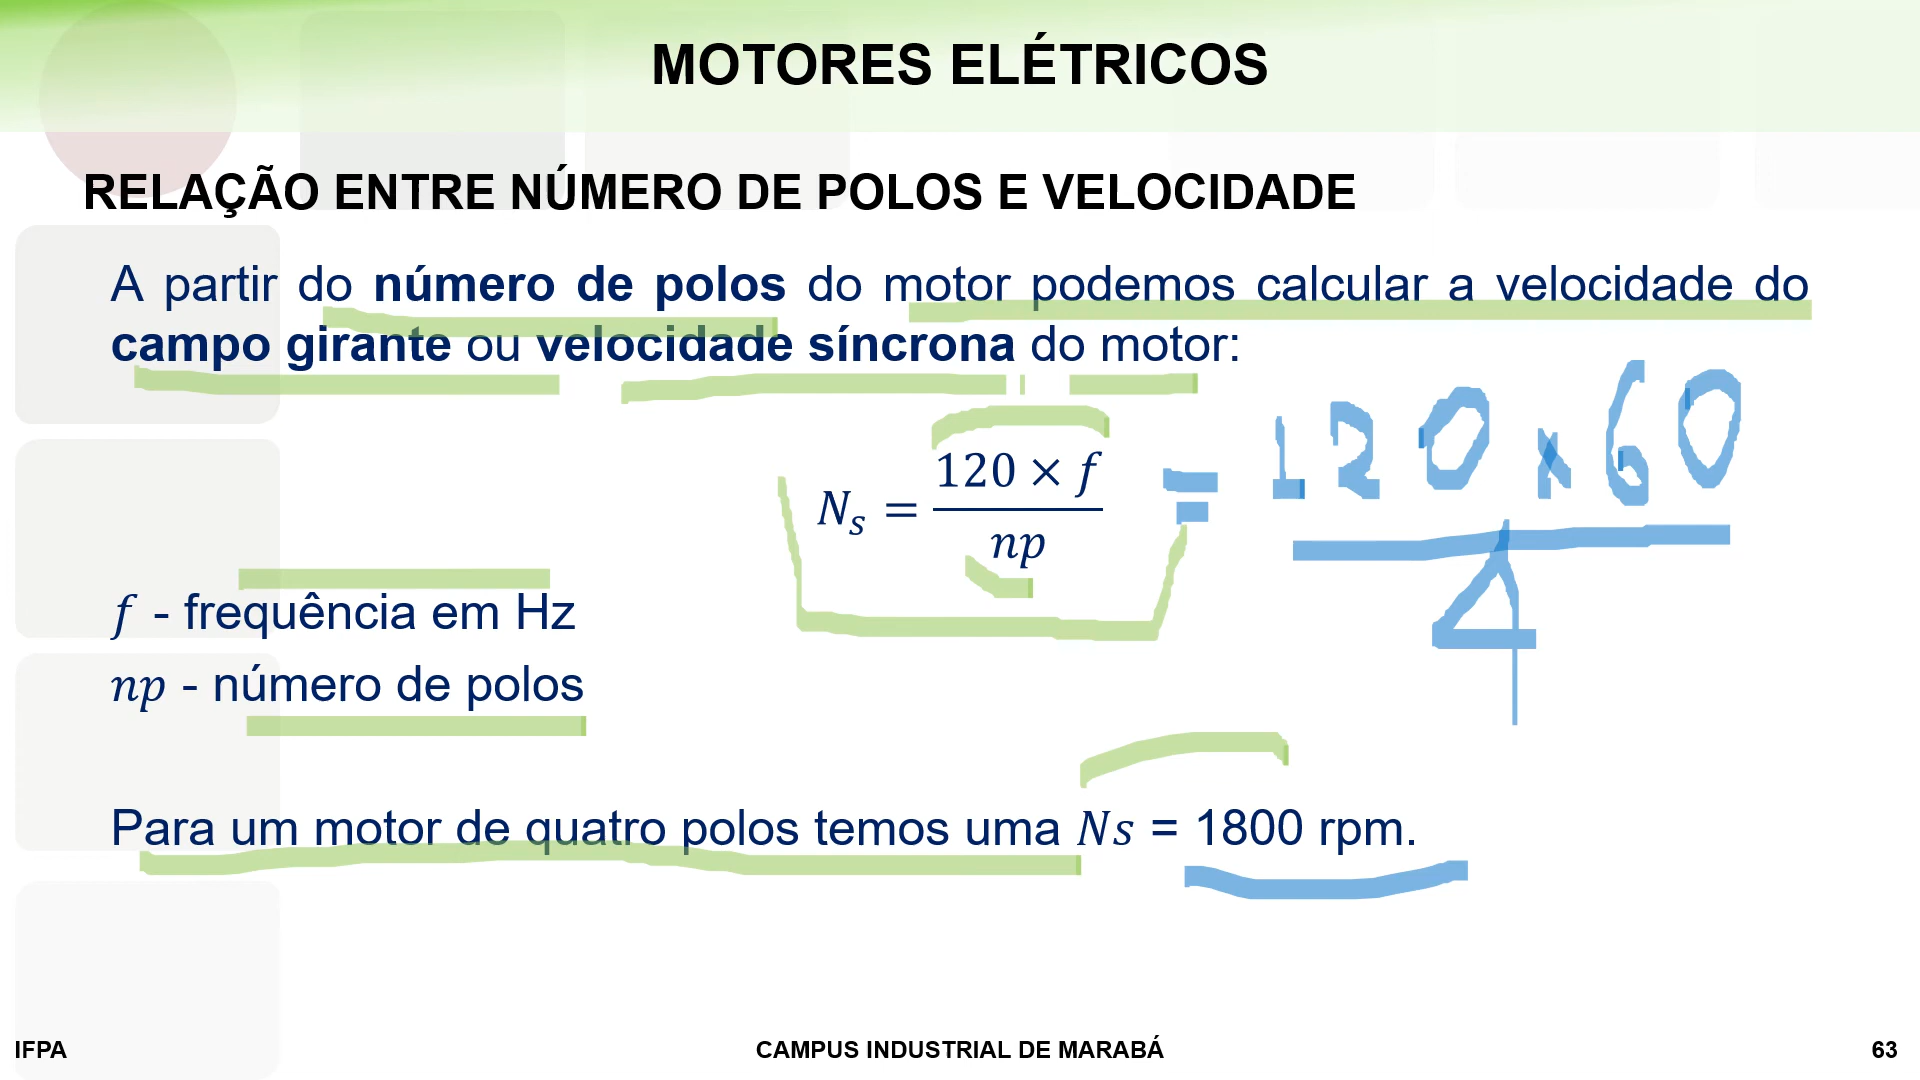 MOTORES ELÉTRICOS
RELAÇÃO ENTRE NÚMERO DE POLOS E VELOCIDADE
A partir do número de polos do motor podemos calcular a velocidade do
campo girante ou velocidade síncrona do motor:
Ns = 120 × f / np = 120 x 60 / 4
f - frequência em Hz
np - número de polos
Para um motor de quatro polos temos uma Ns = 1800 rpm.
IFPA
CAMPUS INDUSTRIAL DE MARABÁ
63